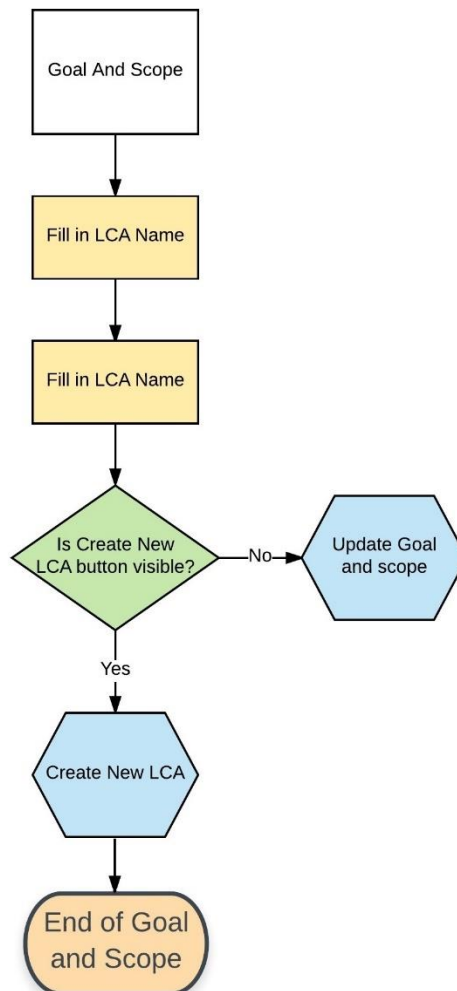 Goal And Scope
Fill in LCA Name
Fill in LCA Name
Is Create New
LCA button visible?
No
Update Goal
and scope
Yes
Create New LCA
End of Goal
and Scope